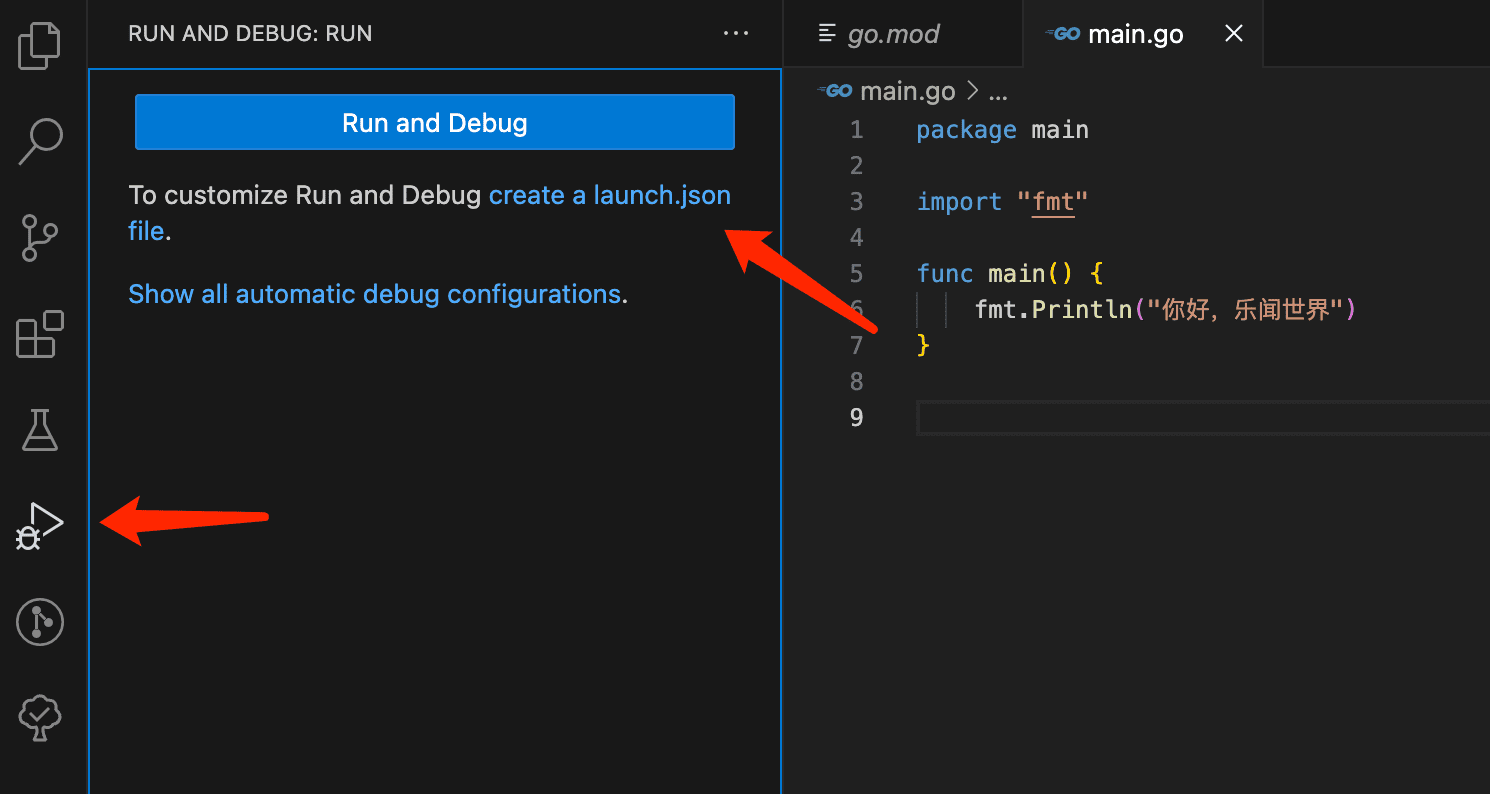 RUN AND DEBUG: RUN
Run and Debug
To customize Run and Debug create a launch.json
file.
Show all automatic debug configurations.
go.mod
GO main.go
GO main.go > ...
1 package main
2
3 import "fmt"
4
5 func main() {
6 fmt.Println("你好，乐闻世界")
7 }
8
9